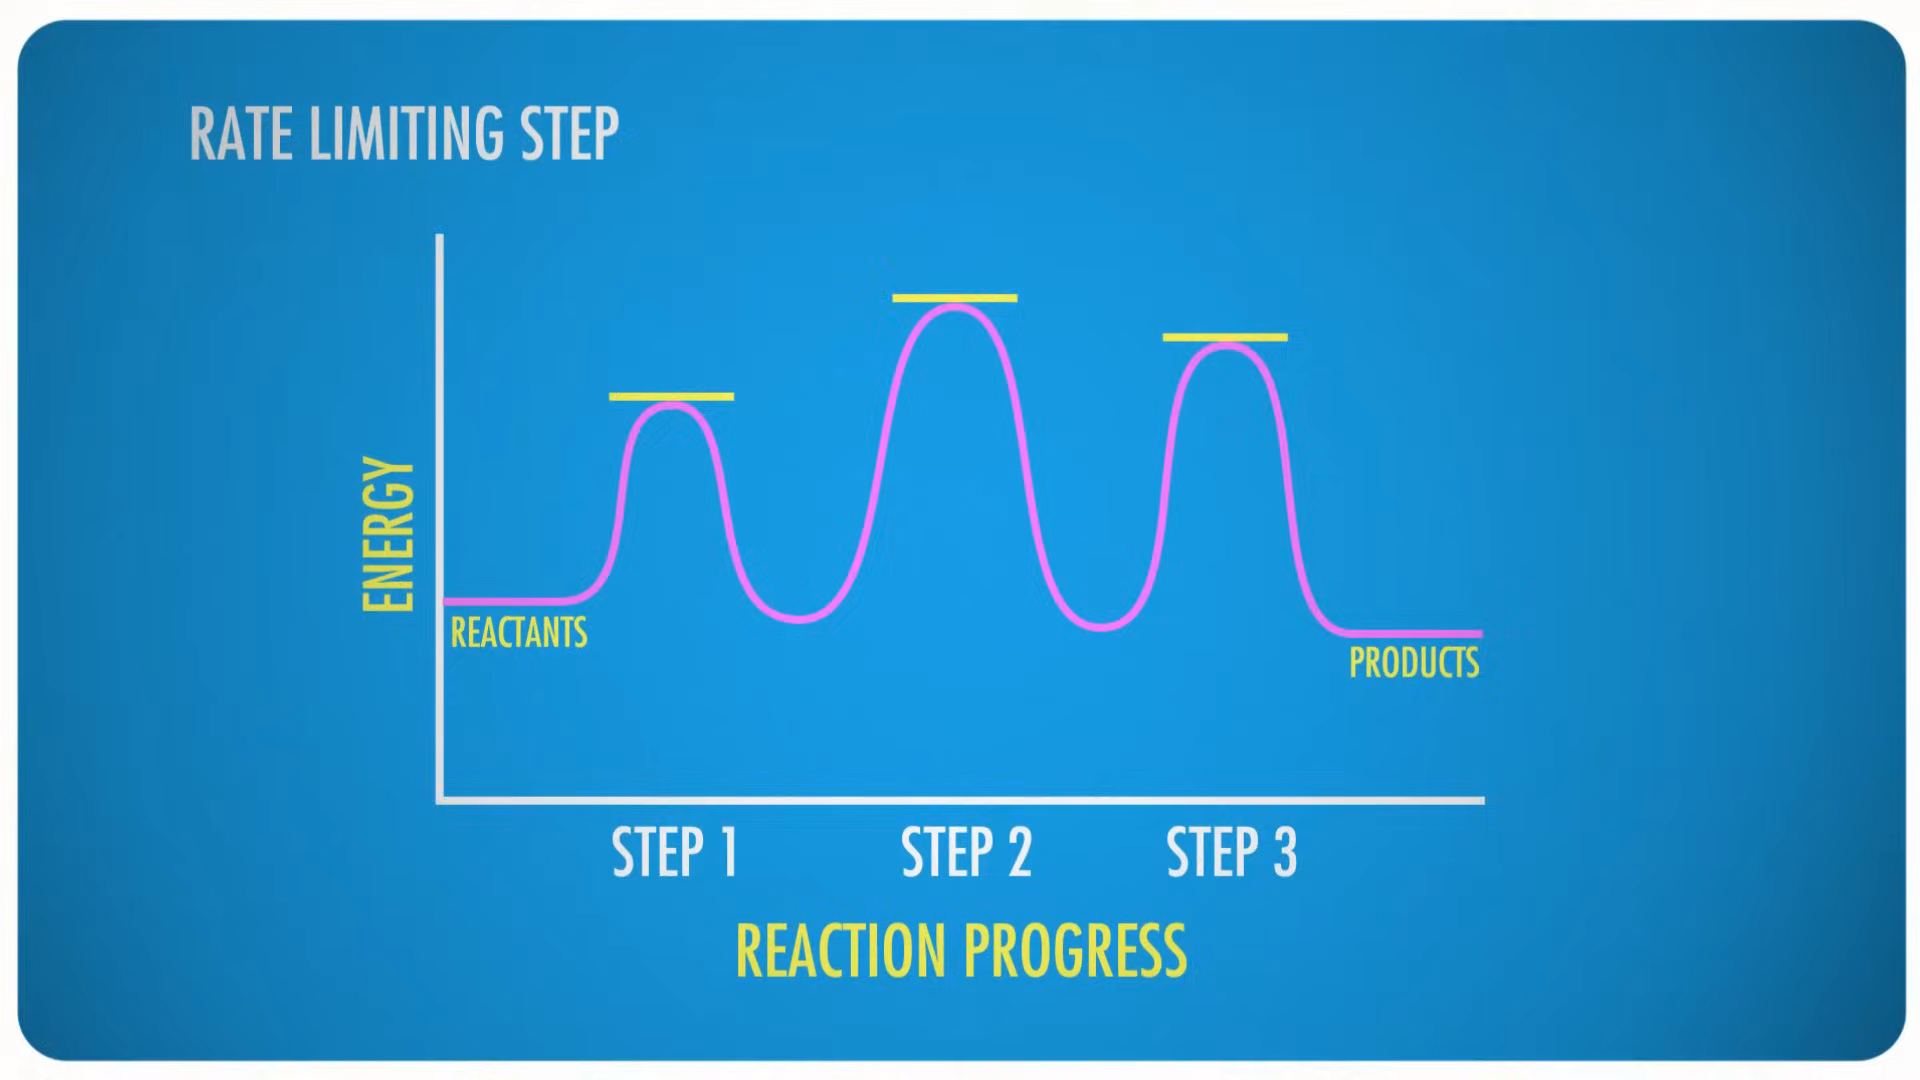 RATE LIMITING STEP
ENERGY
REACTANTS
PRODUCTS
STEP 1 STEP 2 STEP 3
REACTION PROGRESS